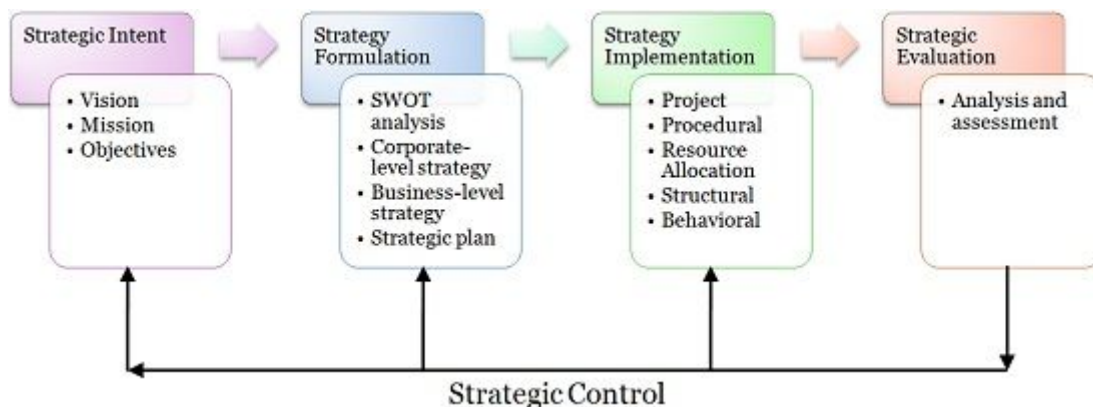 Strategic Intent
• Vision
• Mission
• Objectives
Strategy
Formulation
• SWOT
analysis
• Corporate-
level strategy
• Business-level
strategy
• Strategic plan
Strategy
Implementation
• Project
• Procedural
• Resource
Allocation
• Structural
• Behavioral
Strategic
Evaluation
• Analysis and
assessment
Strategic Control